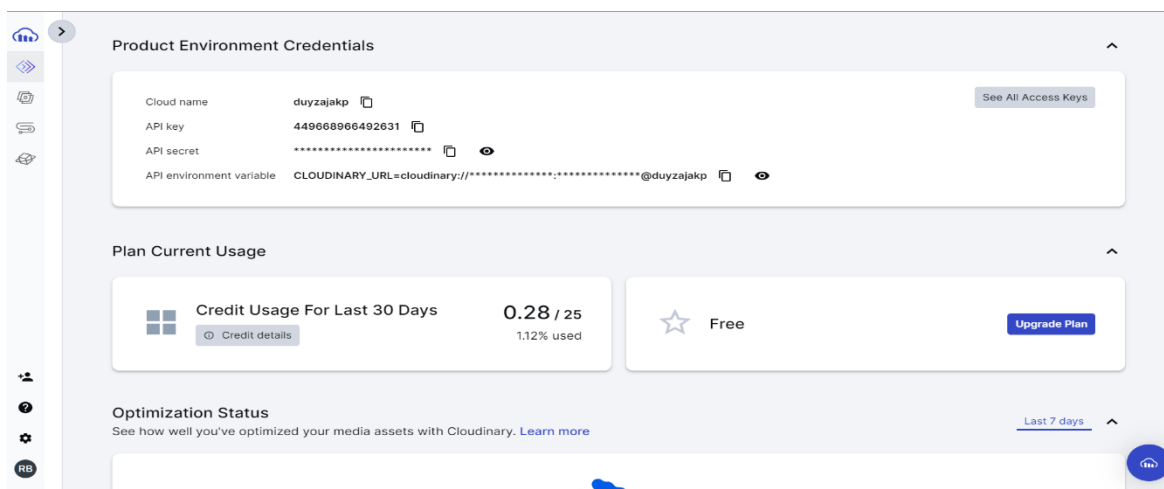 Product Environment Credentials
See All Access Keys
Cloud name duyzajakp
API key 449668966492631
API secret ***********************
API environment variable CLOUDINARY_URL=cloudinary://**************:**************@duyzajakp
Plan Current Usage
Credit Usage For Last 30 Days
Credit details
0.28 / 25
1.12% used
Free
Upgrade Plan
Optimization Status
See how well you've optimized your media assets with Cloudinary. Learn more
Last 7 days
RB